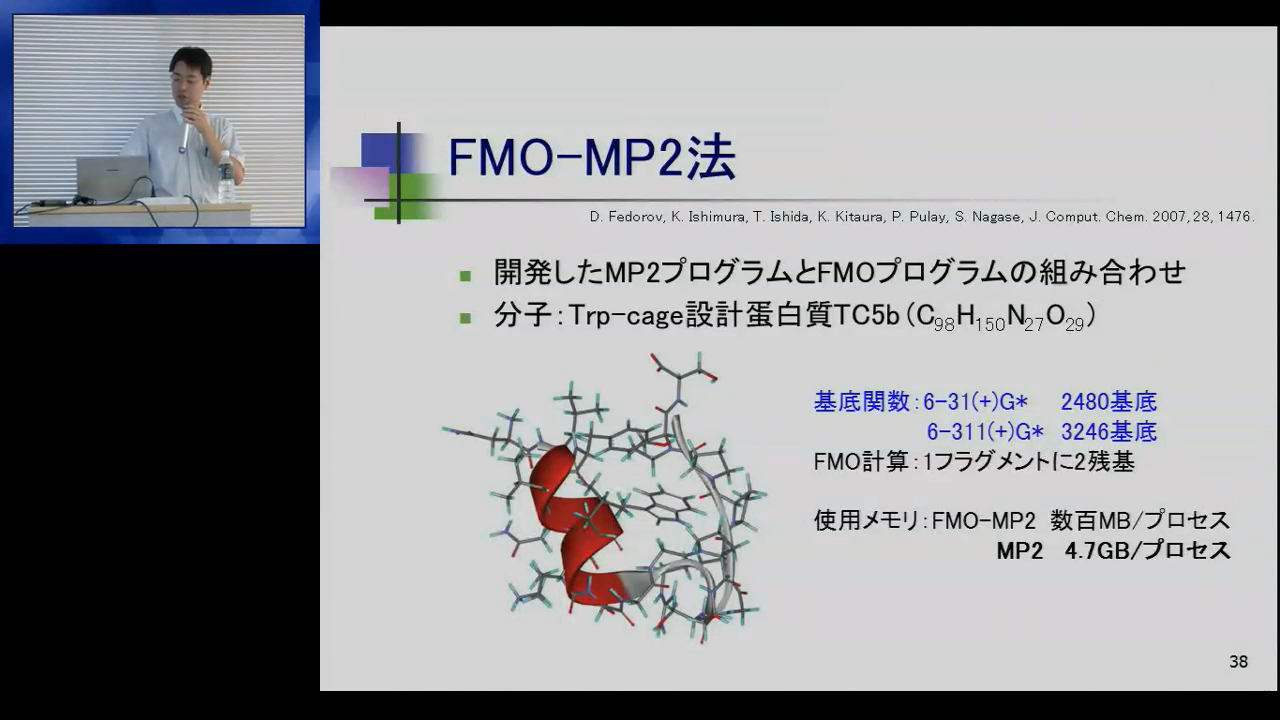 FMO-MP2法
D. Fedorov, K. Ishimura, T. Ishida, K. Kitaura, P. Pulay, S. Nagase, J. Comput. Chem. 2007, 28, 1476.
開発したMP2プログラムとFMOプログラムの組み合わせ
分子：Trp-cage設計蛋白質TC5b（C98H150N27O29）
基底関数：6-31(+)G* 2480基底
6-311(+)G* 3246基底
FMO計算：1フラグメントに2残基
使用メモリ：FMO-MP2 数百MB/プロセス
MP2 4.7GB/プロセス
38